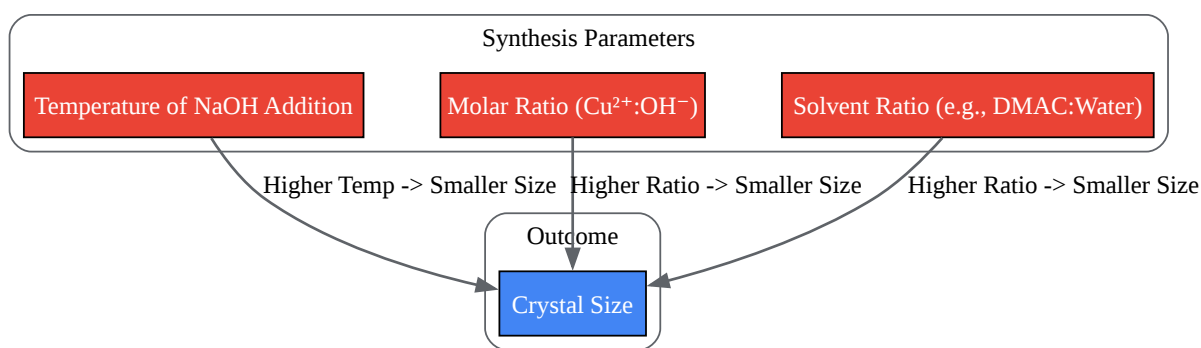 Synthesis Parameters
Temperature of NaOH Addition
Molar Ratio (Cu²⁺:OH⁻)
Solvent Ratio (e.g., DMAC:Water)
Higher Temp -> Smaller Size
Higher Ratio -> Smaller Size
Higher Ratio -> Smaller Size
Outcome
Crystal Size